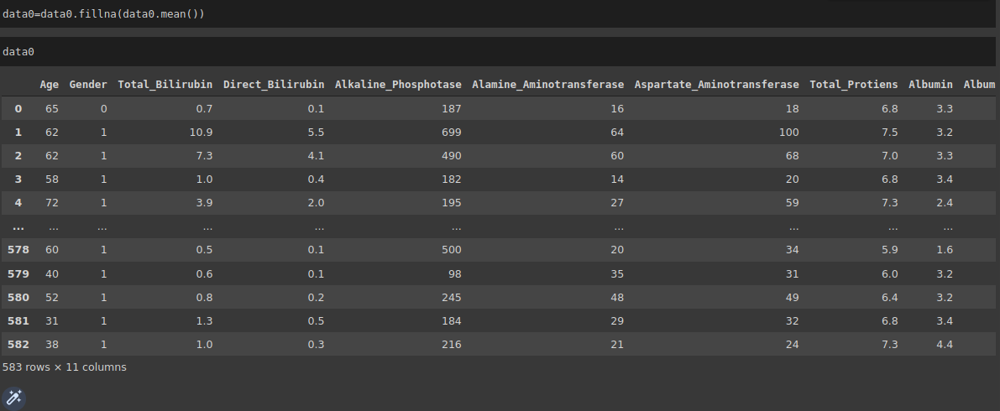 data0=data0.fillna(data0.mean())
data0
Age Gender Total_Bilirubin Direct_Bilirubin Alkaline_Phosphotase Alamine_Aminotransferase Aspartate_Aminotransferase Total_Protiens Albumin Album
0 65 0 0.7 0.1 187 16 18 6.8 3.3
1 62 1 10.9 5.5 699 64 100 7.5 3.2
2 62 1 7.3 4.1 490 60 68 7.0 3.3
3 58 1 1.0 0.4 182 14 20 6.8 3.4
4 72 1 3.9 2.0 195 27 59 7.3 2.4
... ... ... ... ... ... ... ... ... ...
578 60 1 0.5 0.1 500 20 34 5.9 1.6
579 40 1 0.6 0.1 98 35 31 6.0 3.2
580 52 1 0.8 0.2 245 48 49 6.4 3.2
581 31 1 1.3 0.5 184 29 32 6.8 3.4
582 38 1 1.0 0.3 216 21 24 7.3 4.4
583 rows × 11 columns